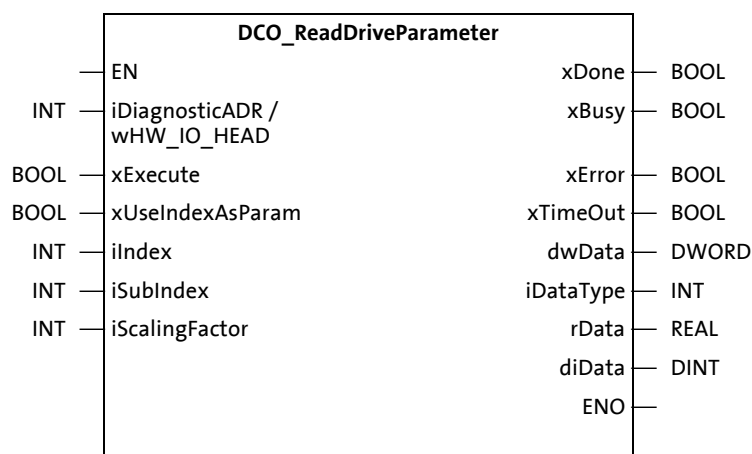 DCO_ReadDriveParameter
EN xDone BOOL
INT iDiagnosticADR / xBusy BOOL
wHW_IO_HEAD
BOOL xExecute xError BOOL
BOOL xUseIndexAsParam xTimeOut BOOL
INT iIndex dwData DWORD
INT iSubIndex iDataType INT
INT iScalingFactor rData REAL
diData DINT
ENO